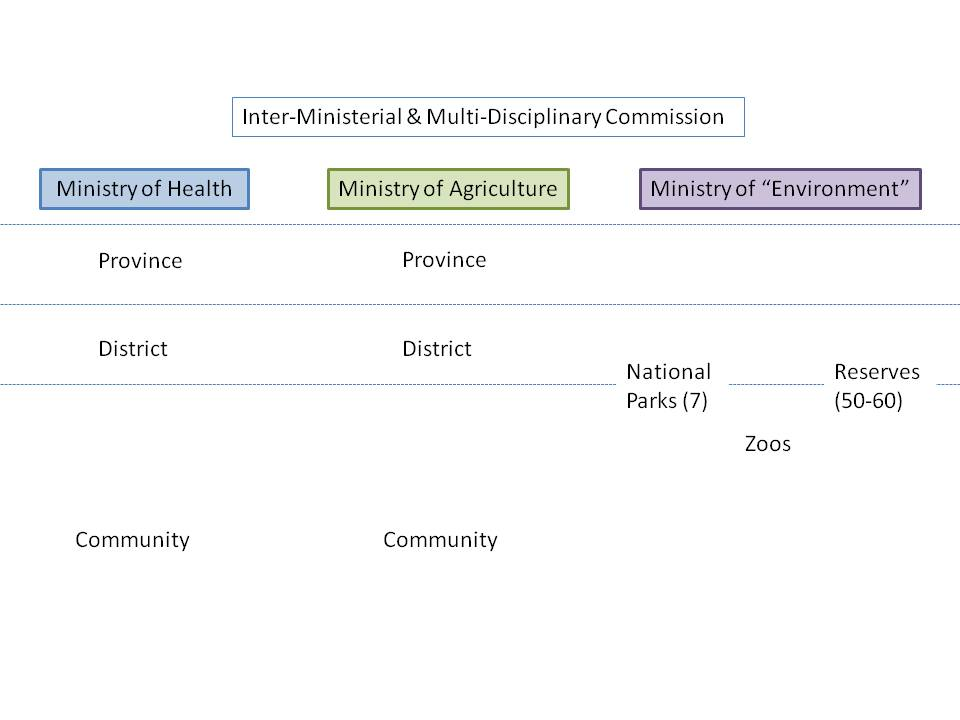 Inter-Ministerial & Multi-Disciplinary Commission
Ministry of Health
Ministry of Agriculture
Ministry of “Environment”
Province
Province
District
District
National
Parks (7)
Reserves
(50-60)
Zoos
Community
Community